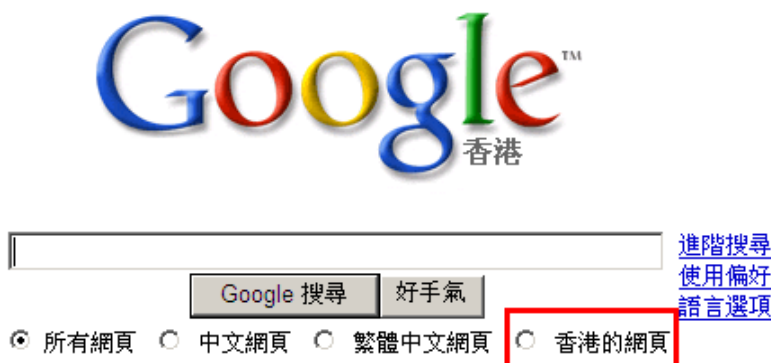 Google™
香港
進階搜尋
使用偏好
語言選項
Google 搜尋 好手氣
所有網頁 中文網頁 繁體中文網頁 香港的網頁